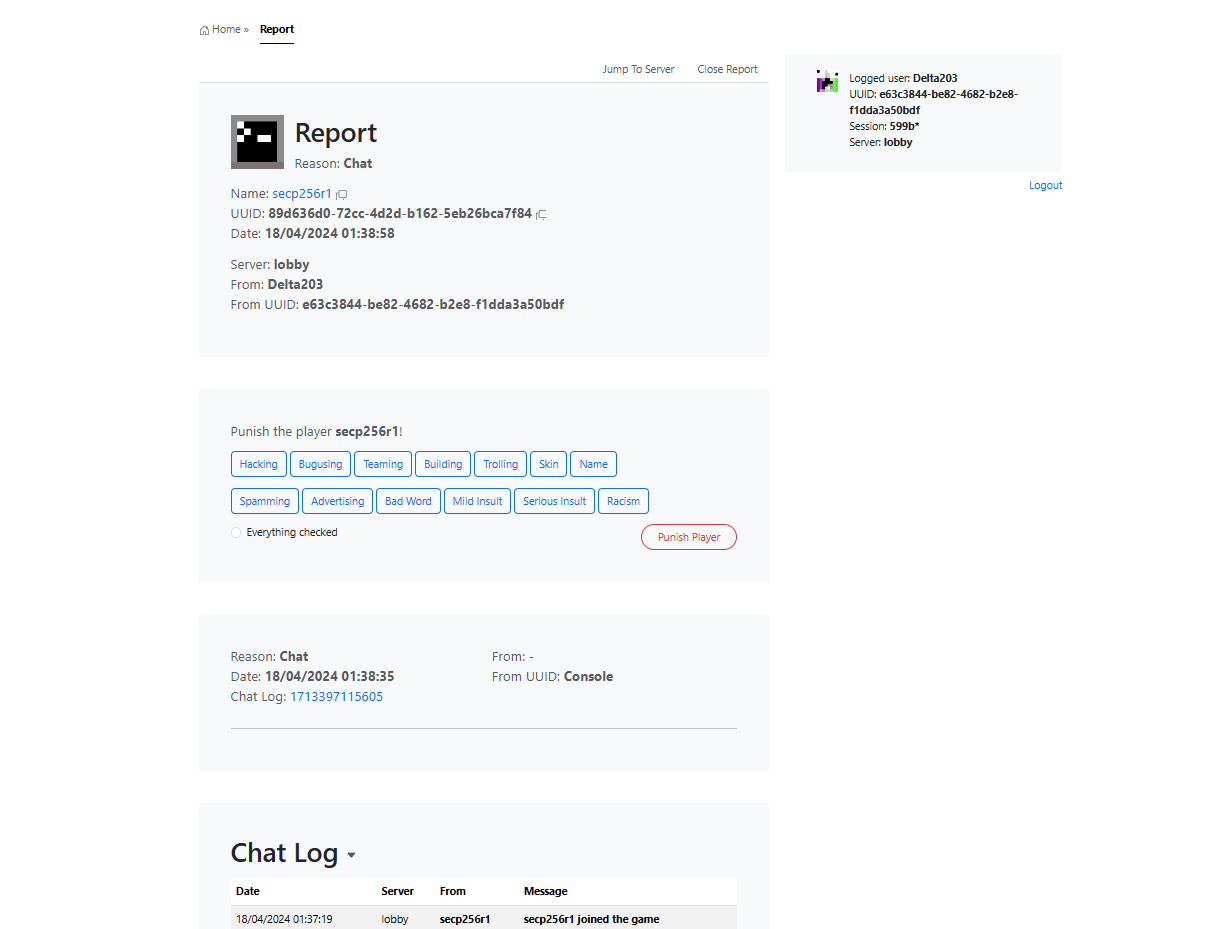 Home » Report
Jump To Server Close Report
Report
Reason: Chat
Name: secp256r1
UUID: 89d636d0-72cc-4d2d-b162-5eb26bca7f84
Date: 18/04/2024 01:38:58
Server: lobby
From: Delta203
From UUID: e63c3844-be82-4682-b2e8-f1dda3a50bdf
Logged user: Delta203
UUID: e63c3844-be82-4682-b2e8-
f1dda3a50bdf
Session: 599b*
Server: lobby
Logout
Punish the player secp256r1!
Hacking Bugusing Teaming Building Trolling Skin Name
Spamming Advertising Bad Word Mild Insult Serious Insult Racism
Everything checked
Punish Player
Reason: Chat
Date: 18/04/2024 01:38:35
Chat Log: 1713397115605
From: -
From UUID: Console
Chat Log
Date Server From Message
18/04/2024 01:37:19 lobby secp256r1 secp256r1 joined the game